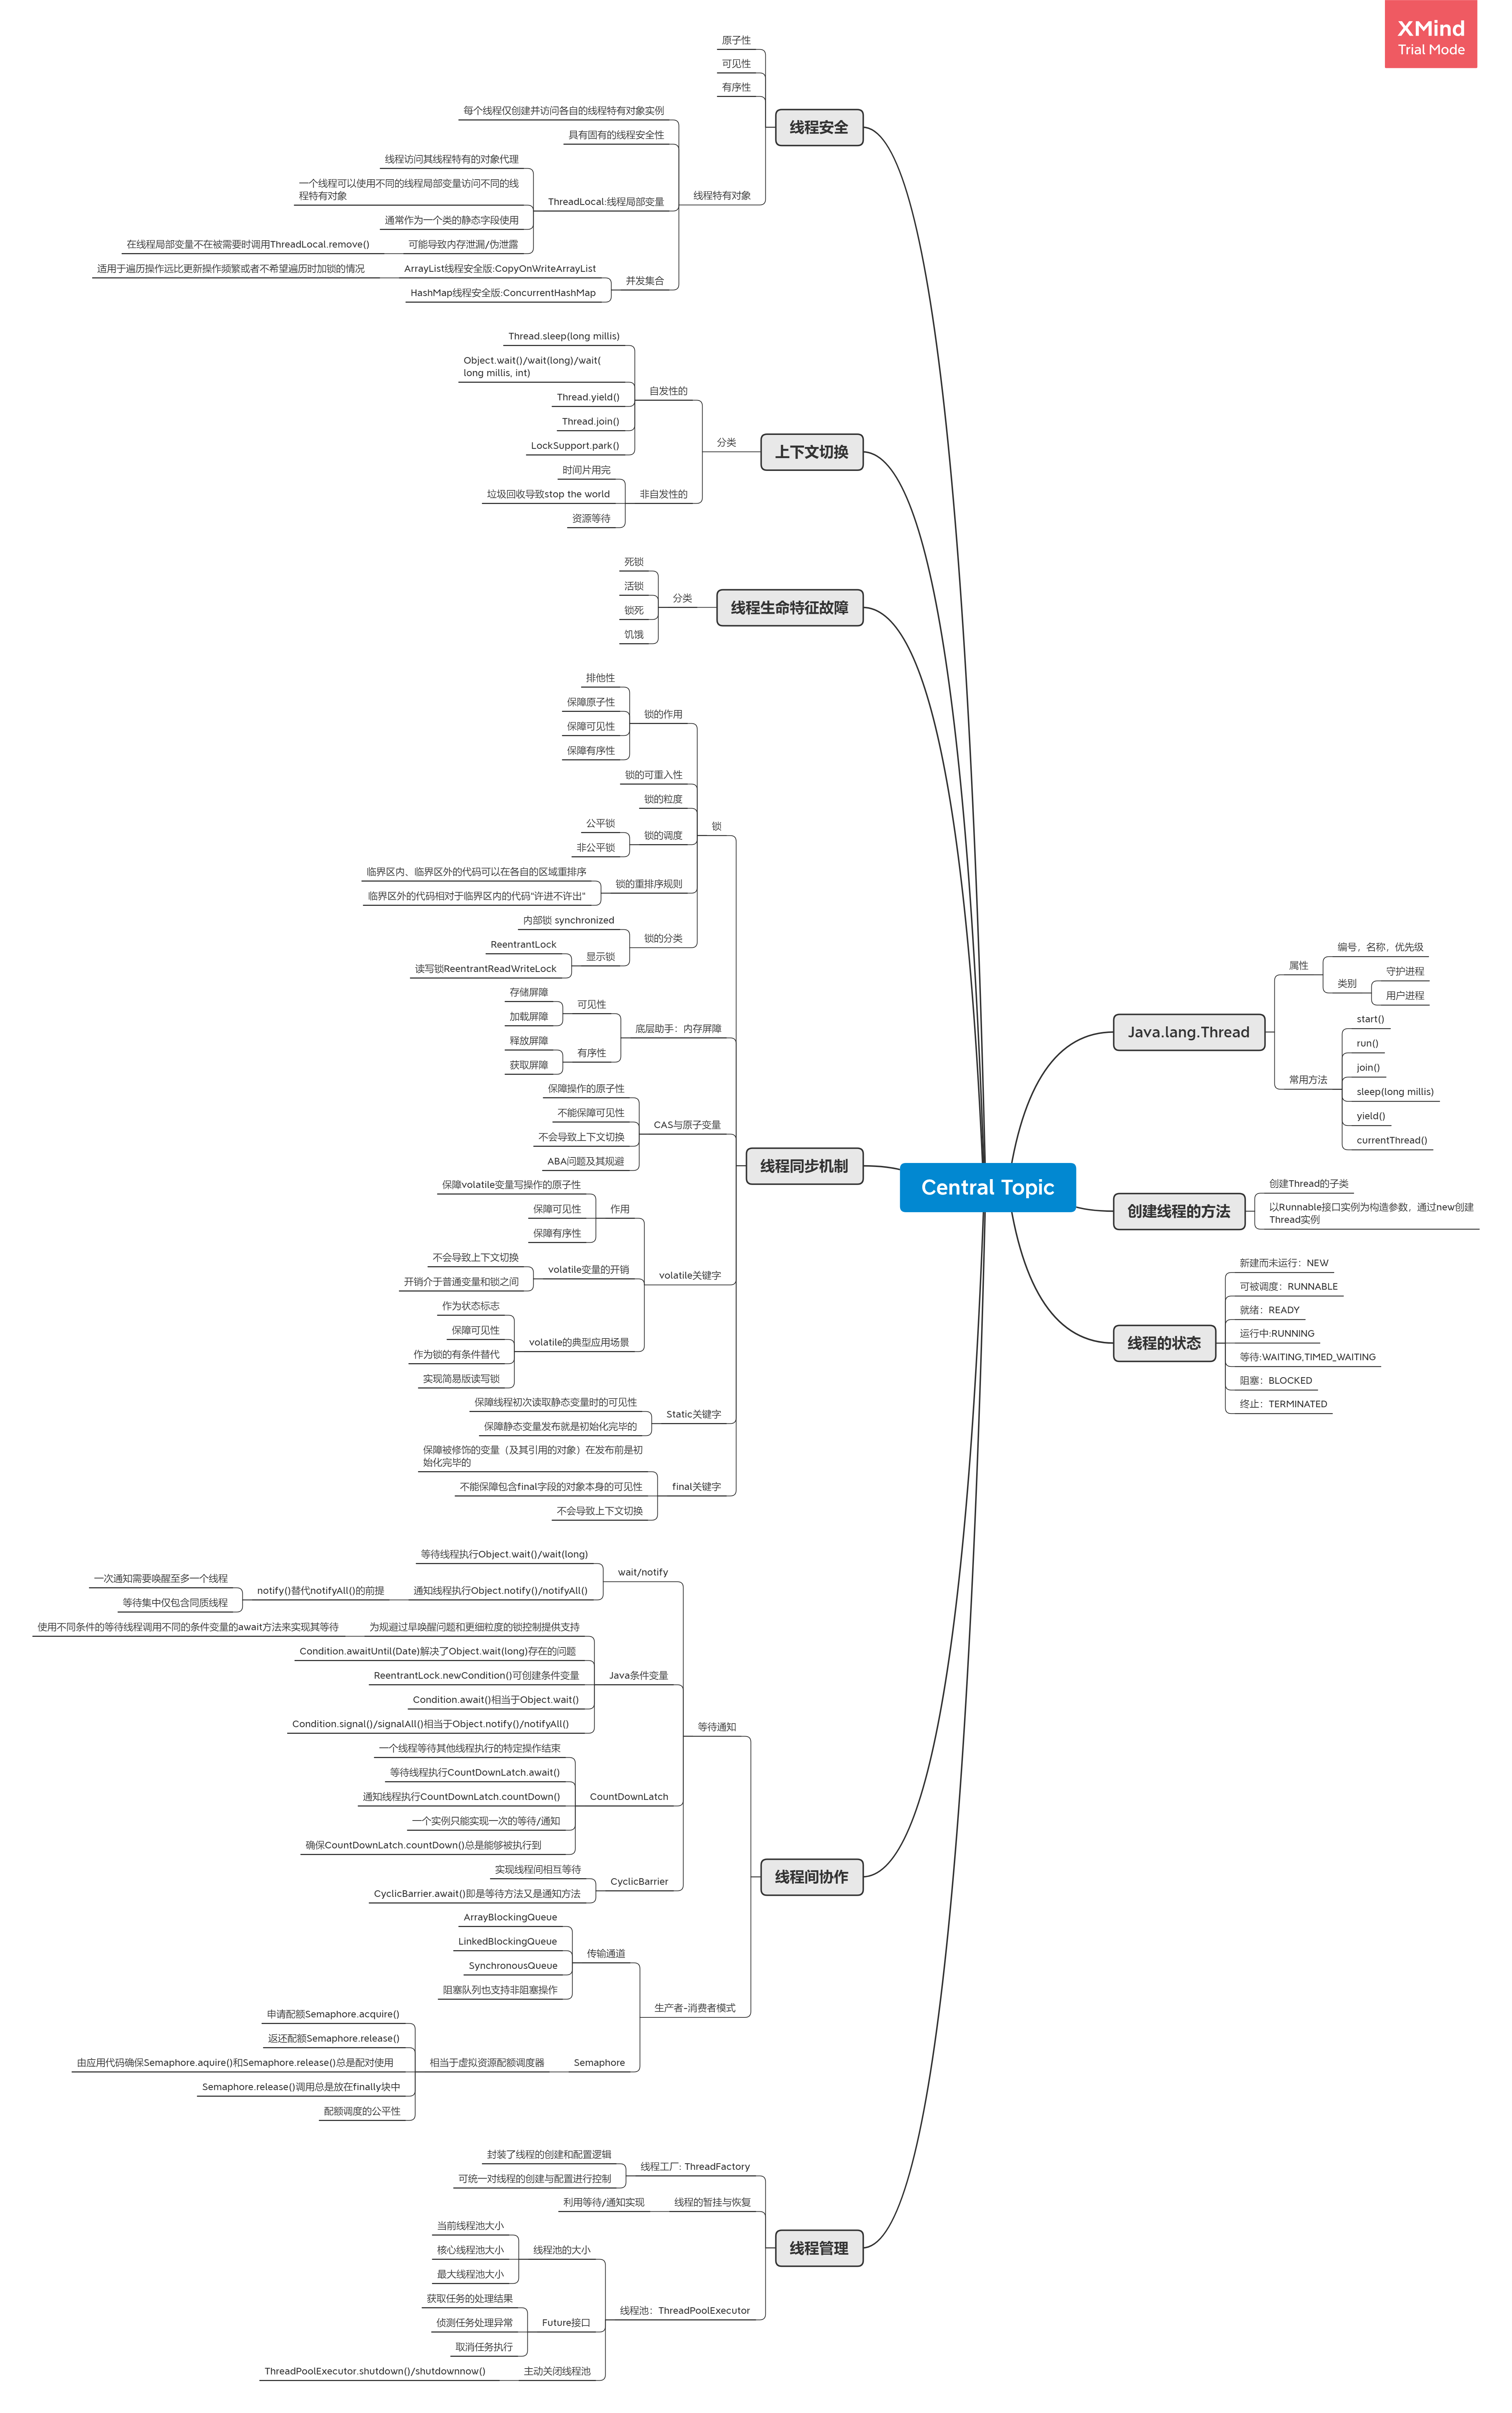 XMind
Trial Mode
原子性
可见性
有序性
线程安全
每个线程仅创建并访问各自的线程特有对象实例
具有固有的线程安全性
线程访问其线程特有的对象代理
一个线程可以使用不同的线程局部变量访问不同的线
程特有对象
ThreadLocal:线程局部变量
线程特有对象
通常作为一个类的静态字段使用
在线程局部变量不在被需要时调用ThreadLocal.remove()
可能导致内存泄漏/伪泄露
适用于遍历操作远比更新操作频繁或者不希望遍历时加锁的情况
ArrayList线程安全版:CopyOnWriteArrayList
并发集合
HashMap线程安全版:ConcurrentHashMap
Thread.sleep(long millis)
Object.wait()/wait(long)/wait(
long millis, int)
自发性的
Thread.yield()
Thread.join()
LockSupport.park()
分类
上下文切换
时间片用完
垃圾回收导致stop the world
非自发性的
资源等待
死锁
活锁
分类
线程生命特征故障
锁死
饥饿
排他性
保障原子性
锁的作用
保障可见性
保障有序性
锁的可重入性
锁的粒度
公平锁
锁的调度
锁
非公平锁
临界区内、临界区外的代码可以在各自的区域重排序
锁的重排序规则
临界区外的代码相对于临界区内的代码"许进不许出"
内部锁 synchronized
锁的分类
ReentrantLock
显示锁
读写锁ReentrantReadWriteLock
存储屏障
可见性
加载屏障
底层助手：内存屏障
释放屏障
有序性
获取屏障
保障操作的原子性
不能保障可见性
CAS与原子变量
不会导致上下文切换
ABA问题及其规避
线程同步机制
保障volatile变量写操作的原子性
保障可见性
作用
保障有序性
不会导致上下文切换
volatile变量的开销
volatile关键字
开销介于普通变量和锁之间
作为状态标志
保障可见性
volatile的典型应用场景
作为锁的有条件替代
实现简易版读写锁
保障线程初次读取静态变量时的可见性
Static关键字
保障静态变量发布就是初始化完毕的
保障被修饰的变量（及其引用的对象）在发布前是初
始化完毕的
不能保障包含final字段的对象本身的可见性
final关键字
不会导致上下文切换
等待线程执行Object.wait()/wait(long)
wait/notify
一次通知需要唤醒至多一个线程
notify()替代notifyAll()的前提
通知线程执行Object.notify()/notifyAll()
等待集中仅包含同质线程
使用不同条件的等待线程调用不同的条件变量的await方法来实现其等待
为规避过早唤醒问题和更细粒度的锁控制提供支持
Condition.awaitUntil(Date)解决了Object.wait(long)存在的问题
ReentrantLock.newCondition()可创建条件变量
Java条件变量
Condition.await()相当于Object.wait()
Condition.signal()/signalAll()相当于Object.notify()/notifyAll()
等待通知
一个线程等待其他线程执行的特定操作结束
等待线程执行CountDownLatch.await()
通知线程执行CountDownLatch.countDown()
CountDownLatch
一个实例只能实现一次的等待/通知
确保CountDownLatch.countDown()总是能够被执行到
实现线程间相互等待
CyclicBarrier
CyclicBarrier.await()即是等待方法又是通知方法
线程间协作
ArrayBlockingQueue
LinkedBlockingQueue
传输通道
SynchronousQueue
阻塞队列也支持非阻塞操作
生产者-消费者模式
申请配额Semaphore.acquire()
返还配额Semaphore.release()
由应用代码确保Semaphore.aquire()和Semaphore.release()总是配对使用
相当于虚拟资源配额调度器
Semaphore
Semaphore.release()调用总是放在finally块中
配额调度的公平性
封装了线程的创建和配置逻辑
线程工厂: ThreadFactory
可统一对线程的创建与配置进行控制
利用等待/通知实现
线程的暂挂与恢复
线程管理
当前线程池大小
核心线程池大小
线程池的大小
最大线程池大小
获取任务的处理结果
线程池：ThreadPoolExecutor
侦测任务处理异常
Future接口
取消任务执行
ThreadPoolExecutor.shutdown()/shutdownnow()
主动关闭线程池
Central Topic
Java.lang.Thread
属性
编号，名称，优先级
类别
守护进程
用户进程
常用方法
start()
run()
join()
sleep(long millis)
yield()
currentThread()
创建线程的方法
创建Thread的子类
以Runnable接口实例为构造参数，通过new创建
Thread实例
线程的状态
新建而未运行：NEW
可被调度：RUNNABLE
就绪：READY
运行中:RUNNING
等待:WAITING,TIMED_WAITING
阻塞：BLOCKED
终止：TERMINATED